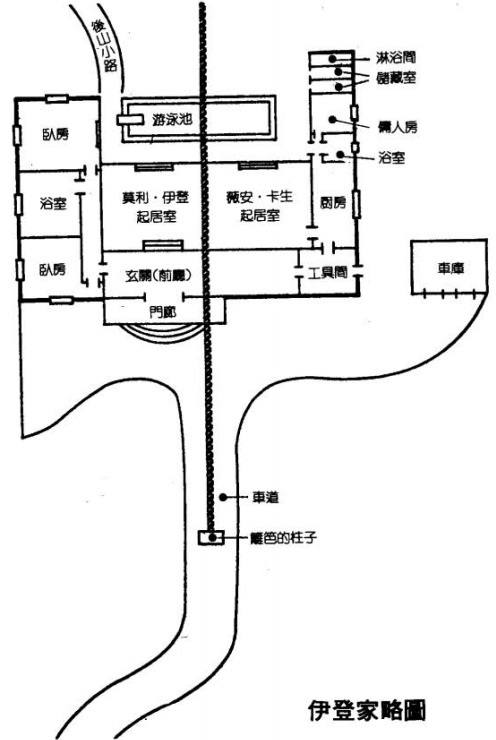 後山小路
淋浴間
儲藏室
游泳池
傭人房
臥房
浴室
浴室
莫利・伊登
起居室
薇安・卡生
起居室
廚房
臥房
玄關(前廳)
工具間
車庫
門廊
車道
籬笆的柱子
伊登家略圖